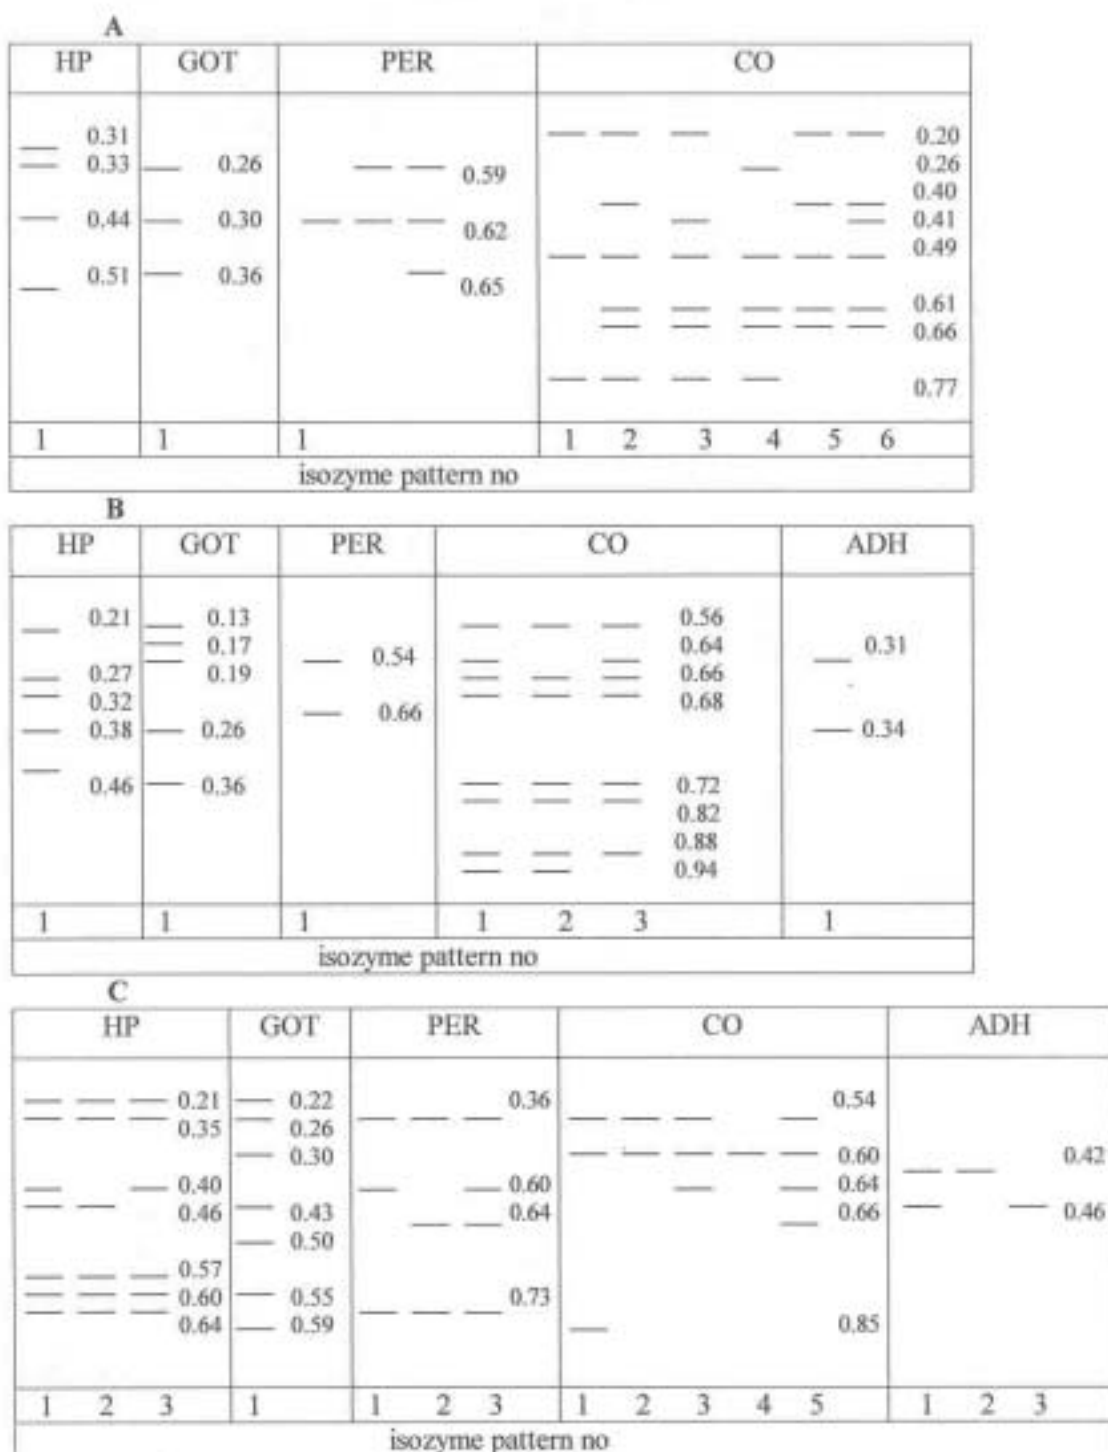 A
HP GOT PER CO
0.31 0.20
0.33 0.26 0.59 0.26
0.40
0.44 0.30 0.62 0.41
0.49
0.51 0.36 0.65
0.61
0.66
0.77
1 1 1 1 2 3 4 5 6
isozyme pattern no
B
HP GOT PER CO ADH
0.21 0.13 0.56
0.17 0.64 0.31
0.27 0.19 0.54 0.66
0.32 0.68
0.38 0.26 0.66 0.34
0.46 0.36 0.72
0.82
0.88
0.94
1 1 1 1 2 3 1
isozyme pattern no
C
HP GOT PER CO ADH
0.21 0.22 0.36 0.54
0.35 0.26
0.30 0.60 0.42
0.40 0.60 0.64
0.46 0.43 0.64 0.66 0.46
0.50
0.57
0.60 0.55 0.73
0.64 0.59 0.85
1 2 3 1 1 2 3 1 2 3 4 5 1 2 3
isozyme pattern no